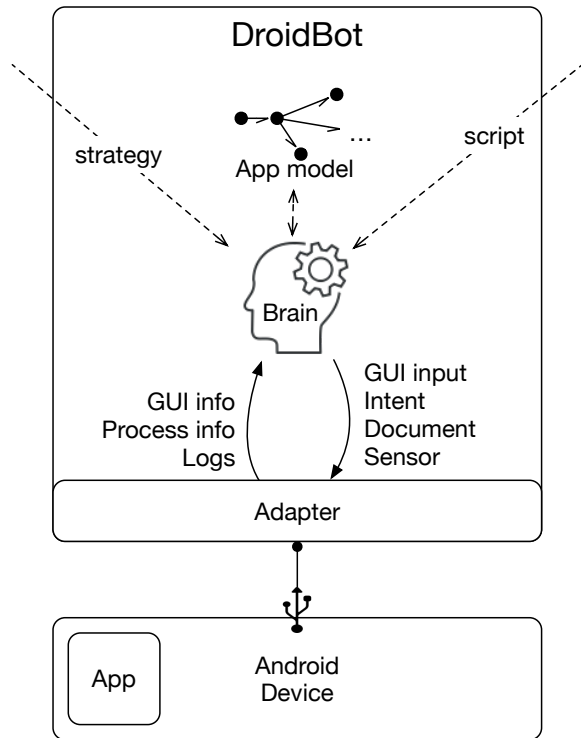 DroidBot
strategy
script
...
App model
Brain
GUI info
Process info
Logs
GUI input
Intent
Document
Sensor
Adapter
App
Android
Device